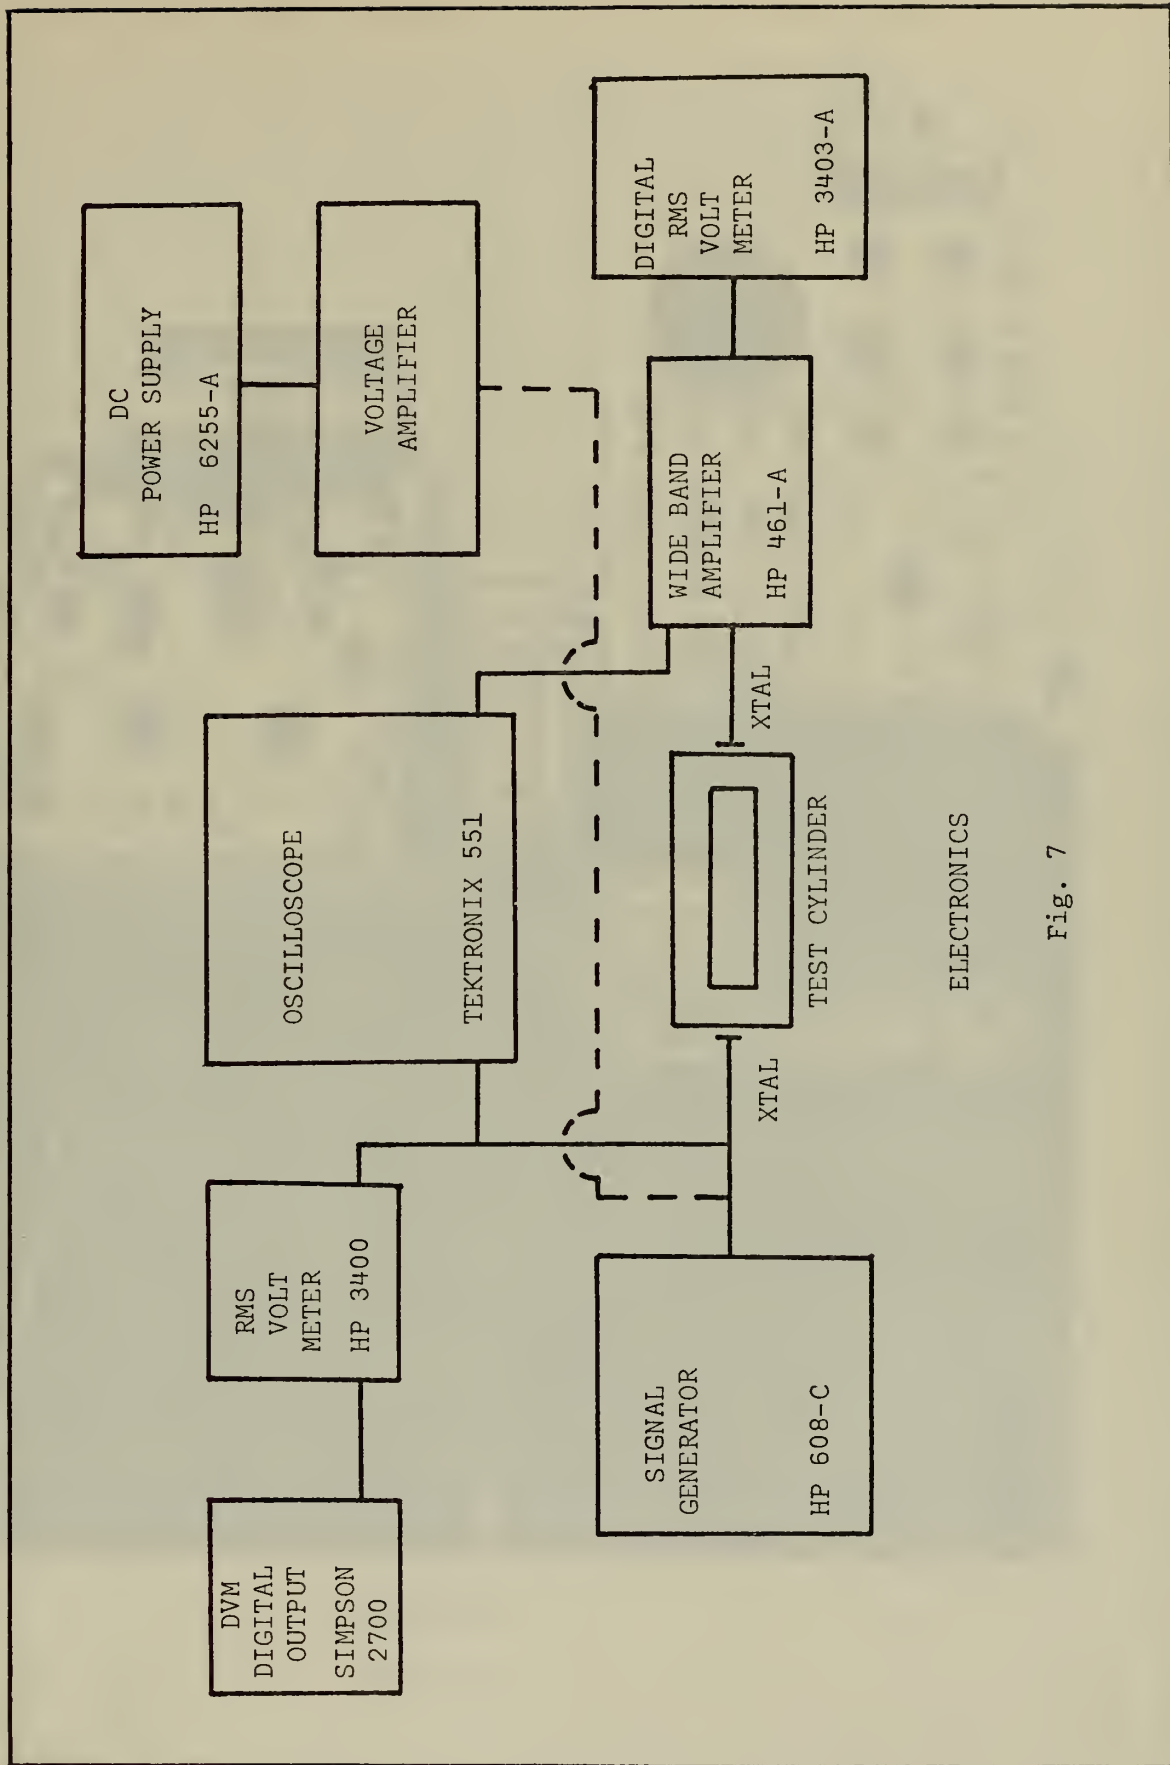 DC
POWER SUPPLY
HP 6255-A
VOLTAGE
AMPLIFIER
DVM
DIGITAL
OUTPUT
SIMPSON
2700
RMS
VOLT
METER
HP 3400
OSCILLOSCOPE
TEKTRONIX 551
SIGNAL
GENERATOR
HP 608-C
XTAL
TEST CYLINDER
XTAL
WIDE BAND
AMPLIFIER
HP 461-A
DIGITAL
RMS
VOLT
METER
HP 3403-A
ELECTRONICS
Fig. 7